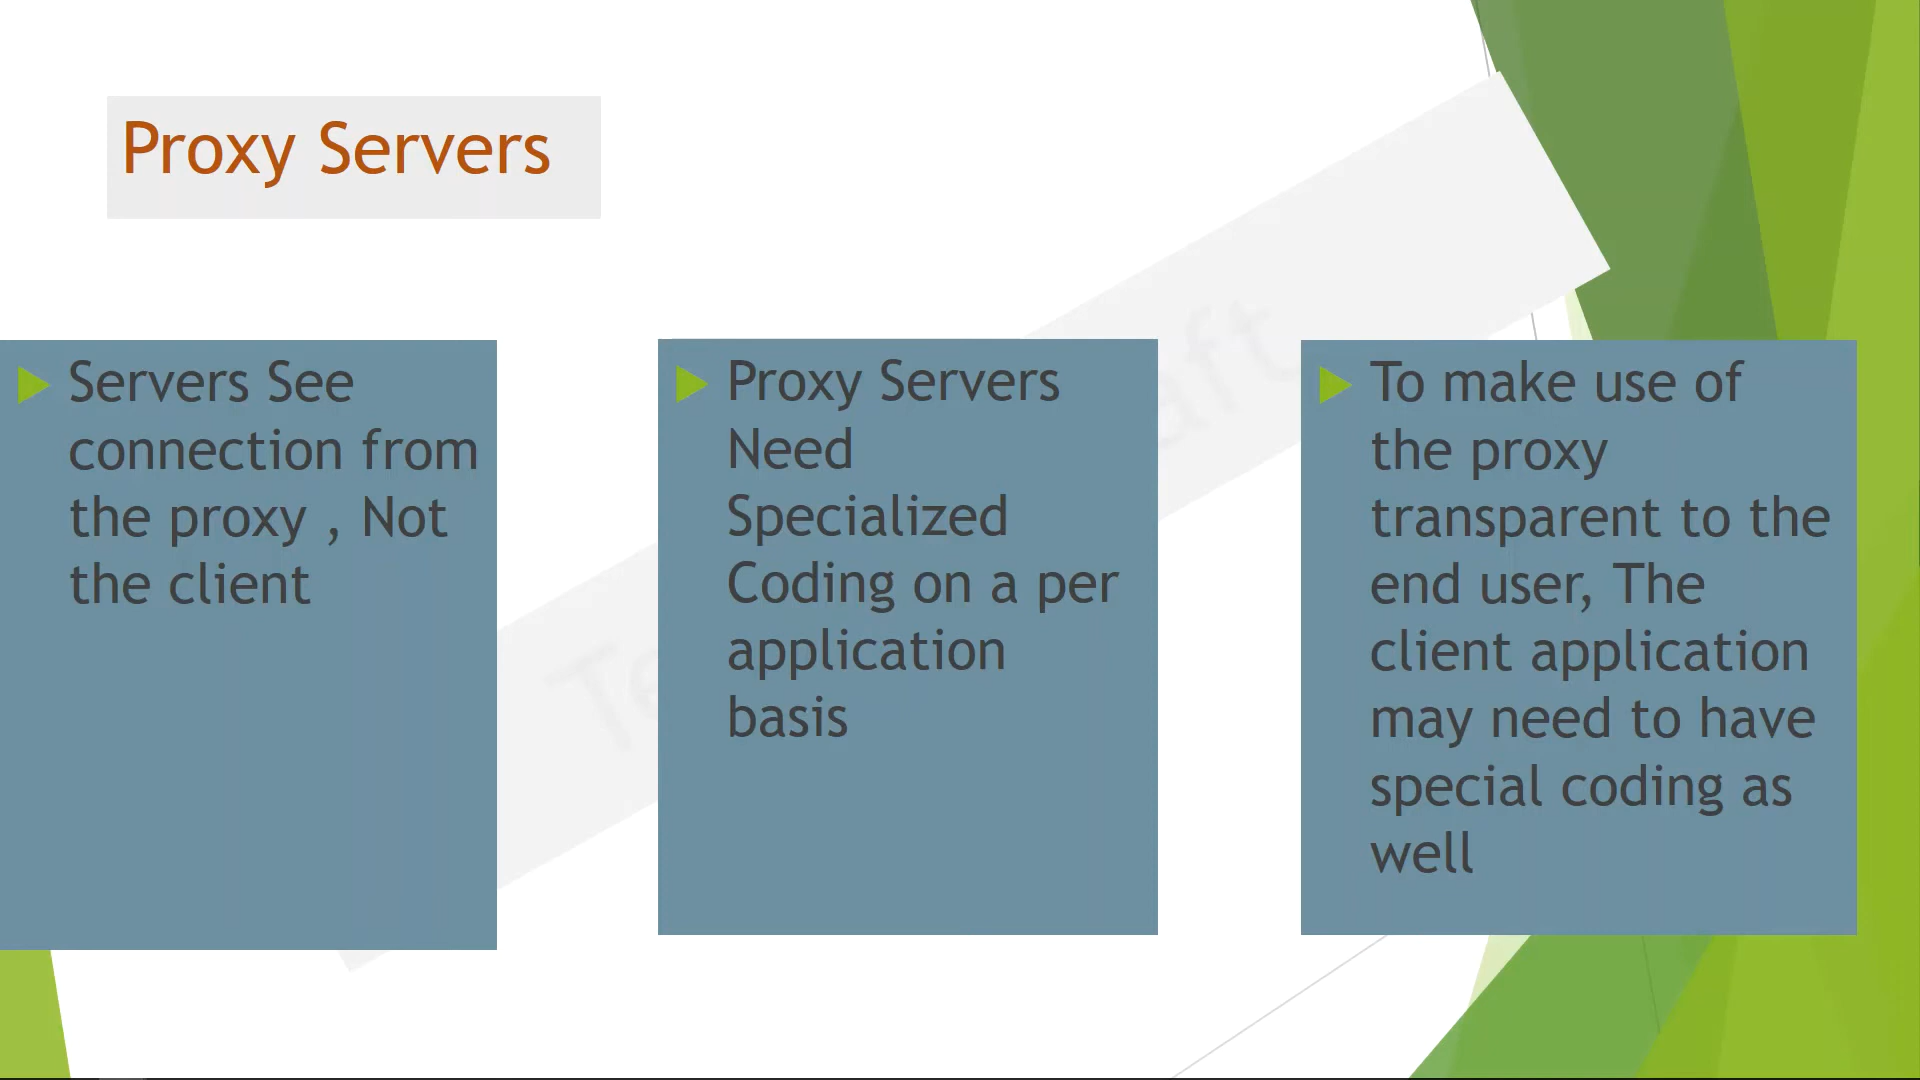 Proxy Servers
Servers See
connection from
the proxy , Not
the client
Proxy Servers
Need
Specialized
Coding on a per
application
basis
To make use of
the proxy
transparent to the
end user, The
client application
may need to have
special coding as
well